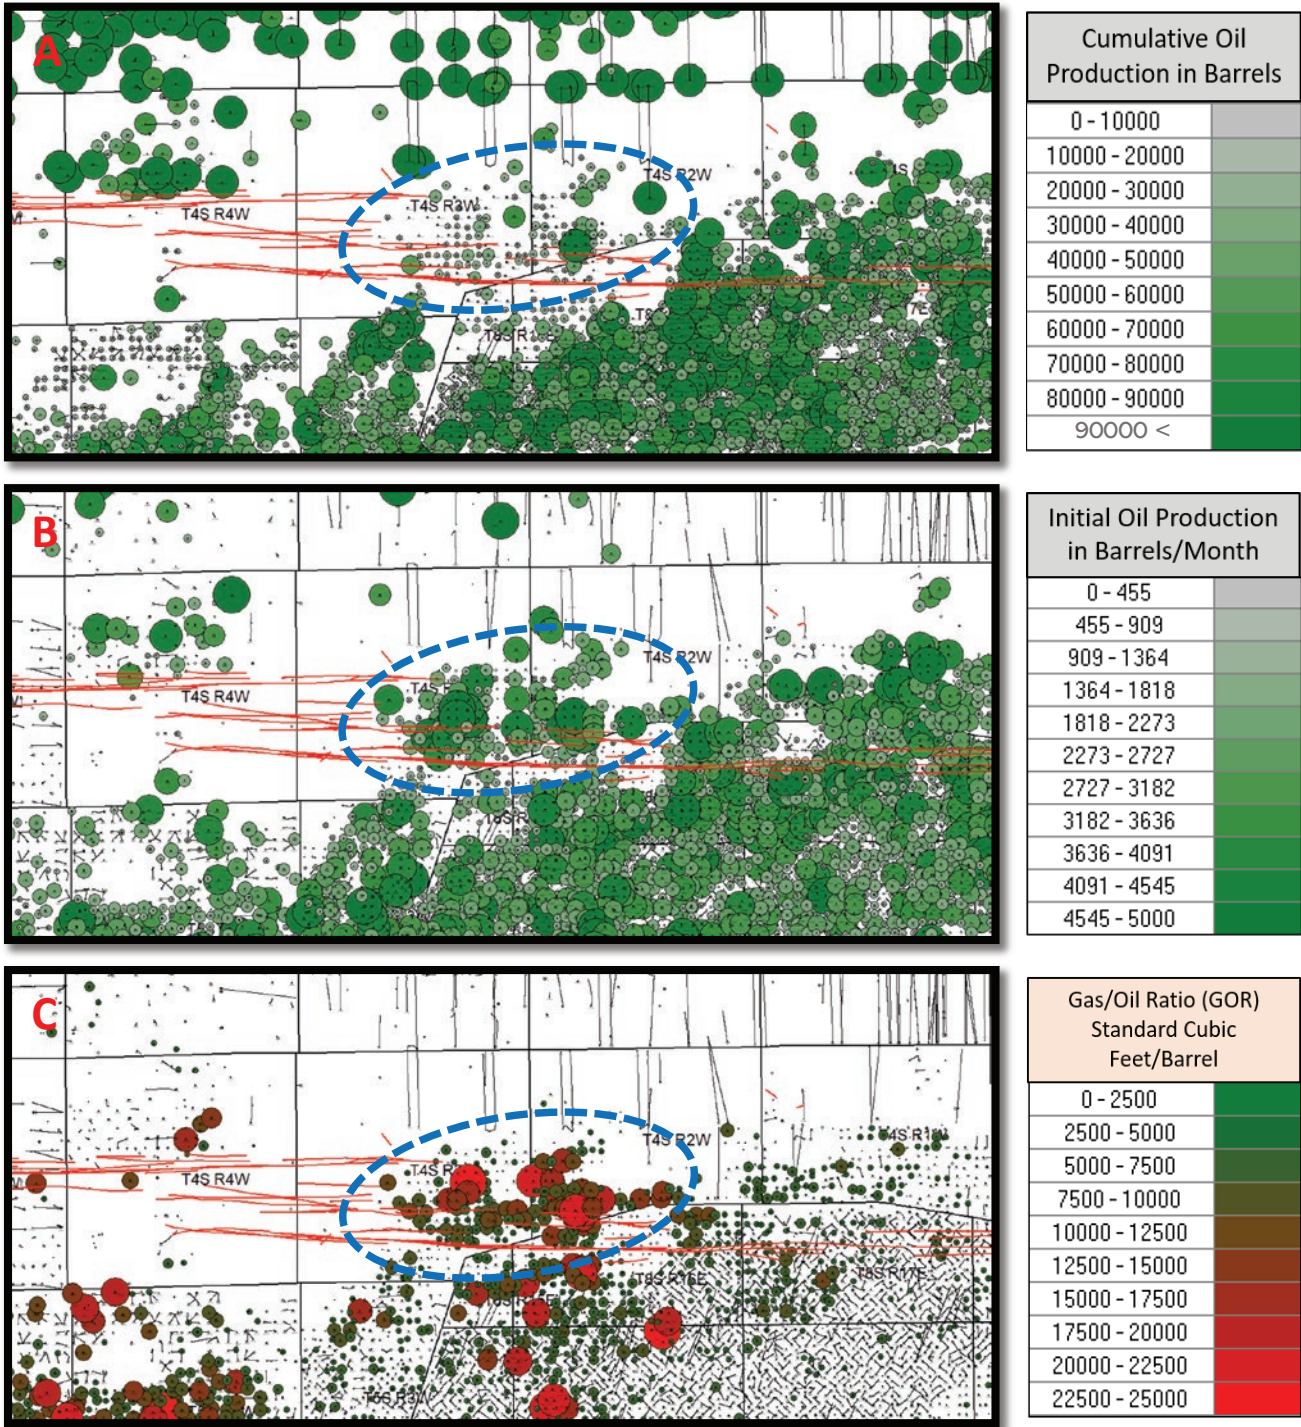 A
T4S R4W
T4S R3W
T4S R2W
Cumulative Oil
Production in Barrels
0 - 10000
10000 - 20000
20000 - 30000
30000 - 40000
40000 - 50000
50000 - 60000
60000 - 70000
70000 - 80000
80000 - 90000
90000 <
B
T4S R4W
T4S R
T4S R2W
Initial Oil Production
in Barrels/Month
0 - 455
455 - 909
909 - 1364
1364 - 1818
1818 - 2273
2273 - 2727
2727 - 3182
3182 - 3636
3636 - 4091
4091 - 4545
4545 - 5000
C
T4S R4W
T4S R
T4S R2W
T4S R1W
T8S R16E
T8S R17E
Gas/Oil Ratio (GOR)
Standard Cubic
Feet/Barrel
0 - 2500
2500 - 5000
5000 - 7500
7500 - 10000
10000 - 12500
12500 - 15000
15000 - 17500
17500 - 20000
20000 - 22500
22500 - 25000